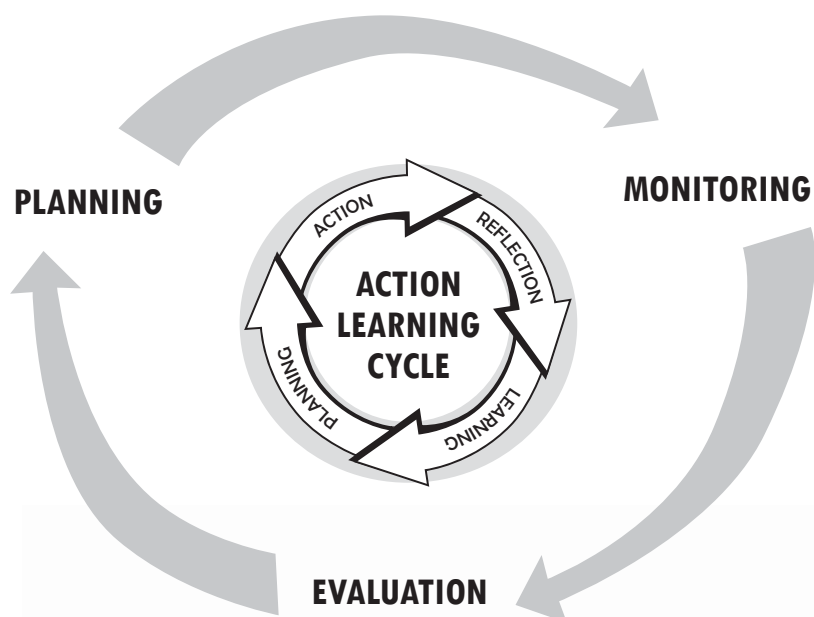 PLANNING
MONITORING
ACTION
REFLECTION
ACTION
LEARNING
CYCLE
PLANNING
LEARNING
EVALUATION